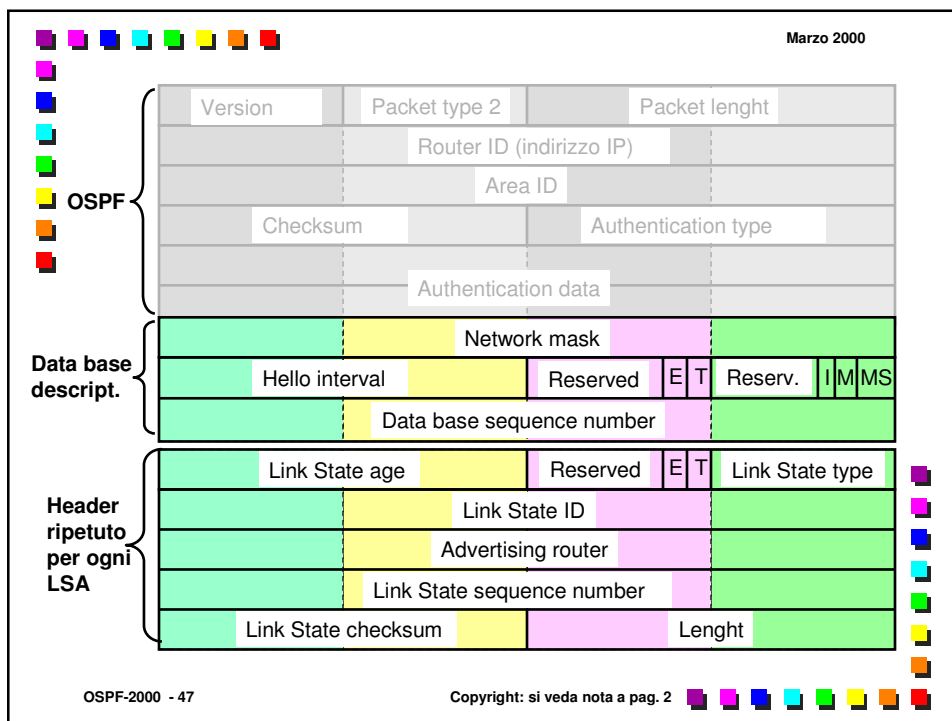 Marzo 2000
OSPF
Version Packet type 2 Packet lenght
Router ID (indirizzo IP)
Area ID
Checksum Authentication type
Authentication data
Data base
descript.
Network mask
Hello interval Reserved E T Reserv. I M MS
Data base sequence number
Header
ripetuto
per ogni
LSA
Link State age Reserved E T Link State type
Link State ID
Advertising router
Link State sequence number
Link State checksum Lenght
OSPF-2000 - 47 Copyright: si veda nota a pag. 2